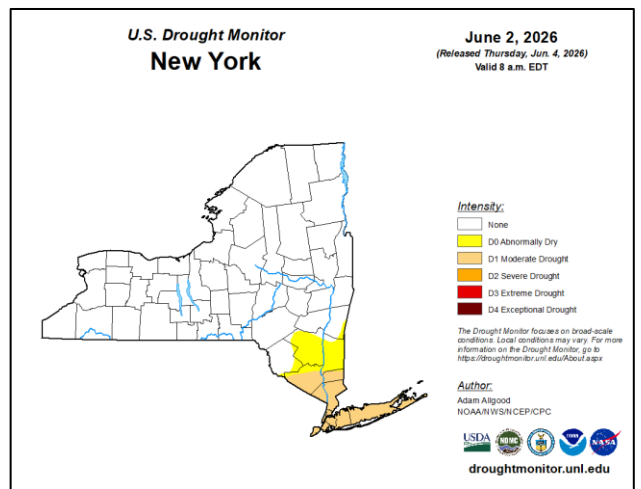 U.S. Drought Monitor
New York
June 2, 2026
(Released Thursday, Jun. 4, 2026)
Valid 8 a.m. EDT
Intensity:
None
D0 Abnormally Dry
D1 Moderate Drought
D2 Severe Drought
D3 Extreme Drought
D4 Exceptional Drought
The Drought Monitor focuses on broad-scale
conditions. Local conditions may vary. For more
information on the Drought Monitor, go to
https://droughtmonitor.unl.edu/About.aspx
Author:
Adam Allgood
NOAA/NWS/NCEP/CPC
USDA
NDMC
NOAA
NASA
droughtmonitor.unl.edu